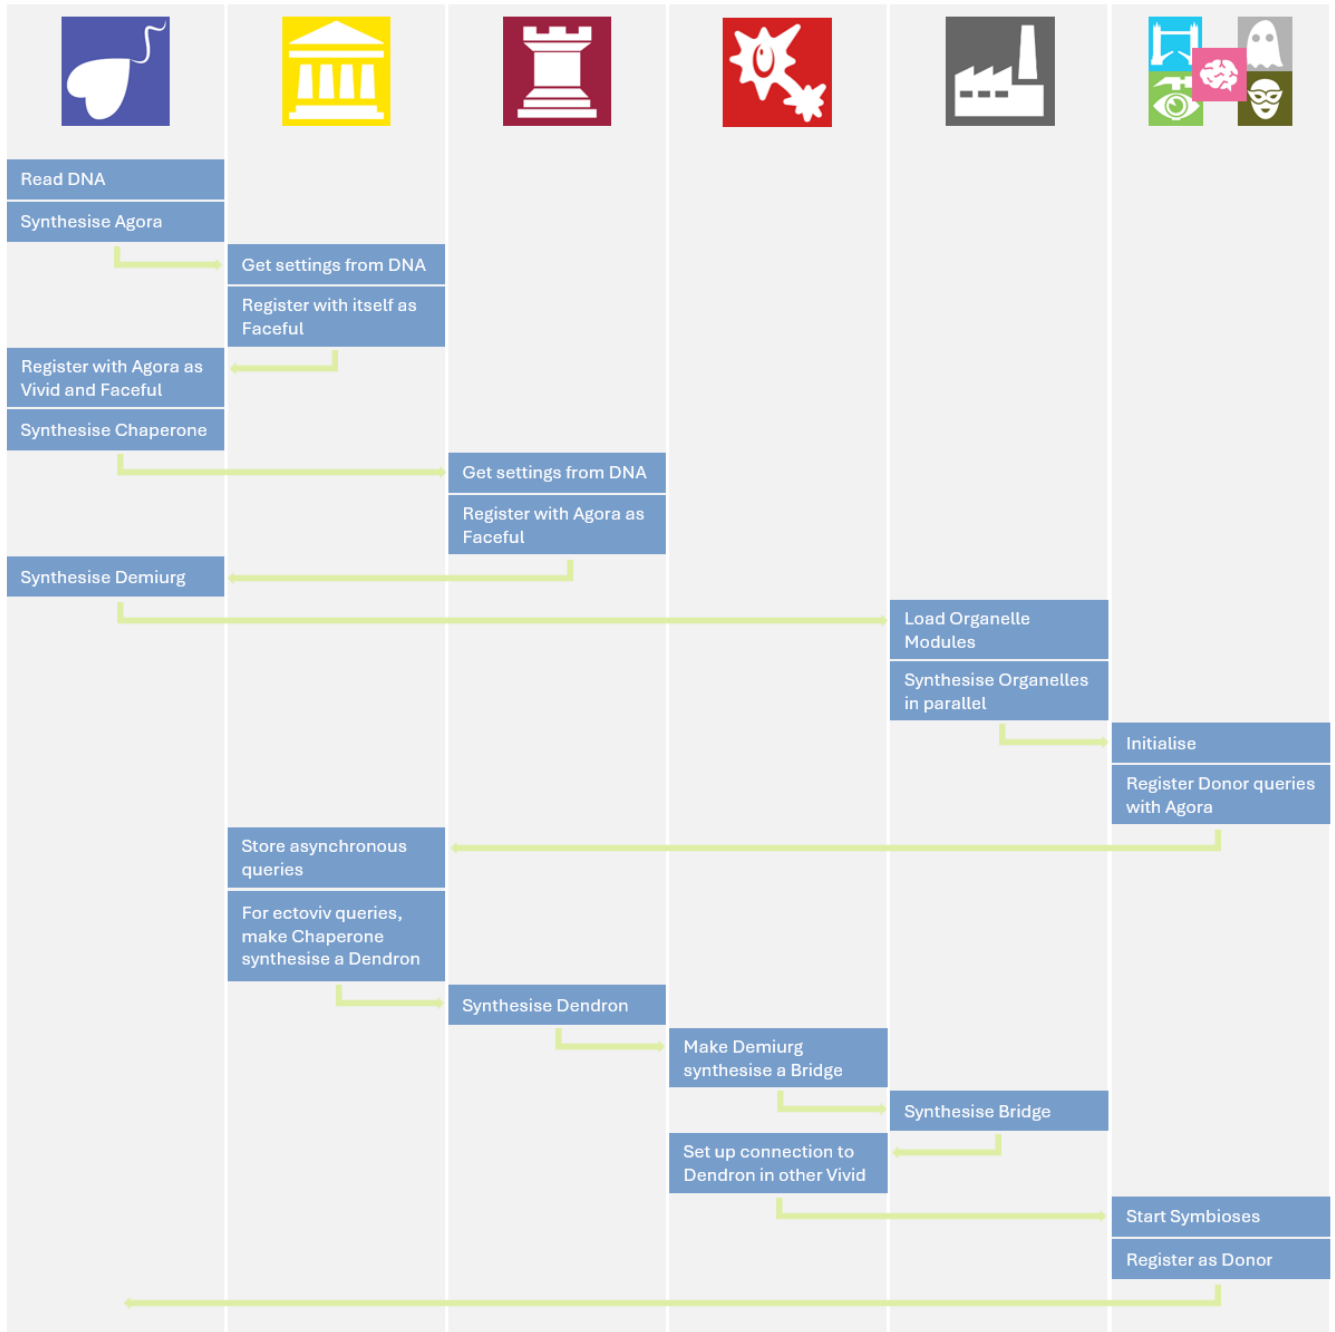 Read DNA
Synthesise Agora
Get settings from DNA
Register with itself as
Faceful
Register with Agora as
Vivid and Faceful
Synthesise Chaperone
Get settings from DNA
Register with Agora as
Faceful
Synthesise Demiurg
Load Organelle
Modules
Synthesise Organelles
in parallel
Initialise
Register Donor queries
with Agora
Store asynchronous
queries
For ectoviv queries,
make Chaperone
synthesise a Dendron
Synthesise Dendron
Make Demiurg
synthesise a Bridge
Synthesise Bridge
Set up connection to
Dendron in other Vivid
Start Symbioses
Register as Donor